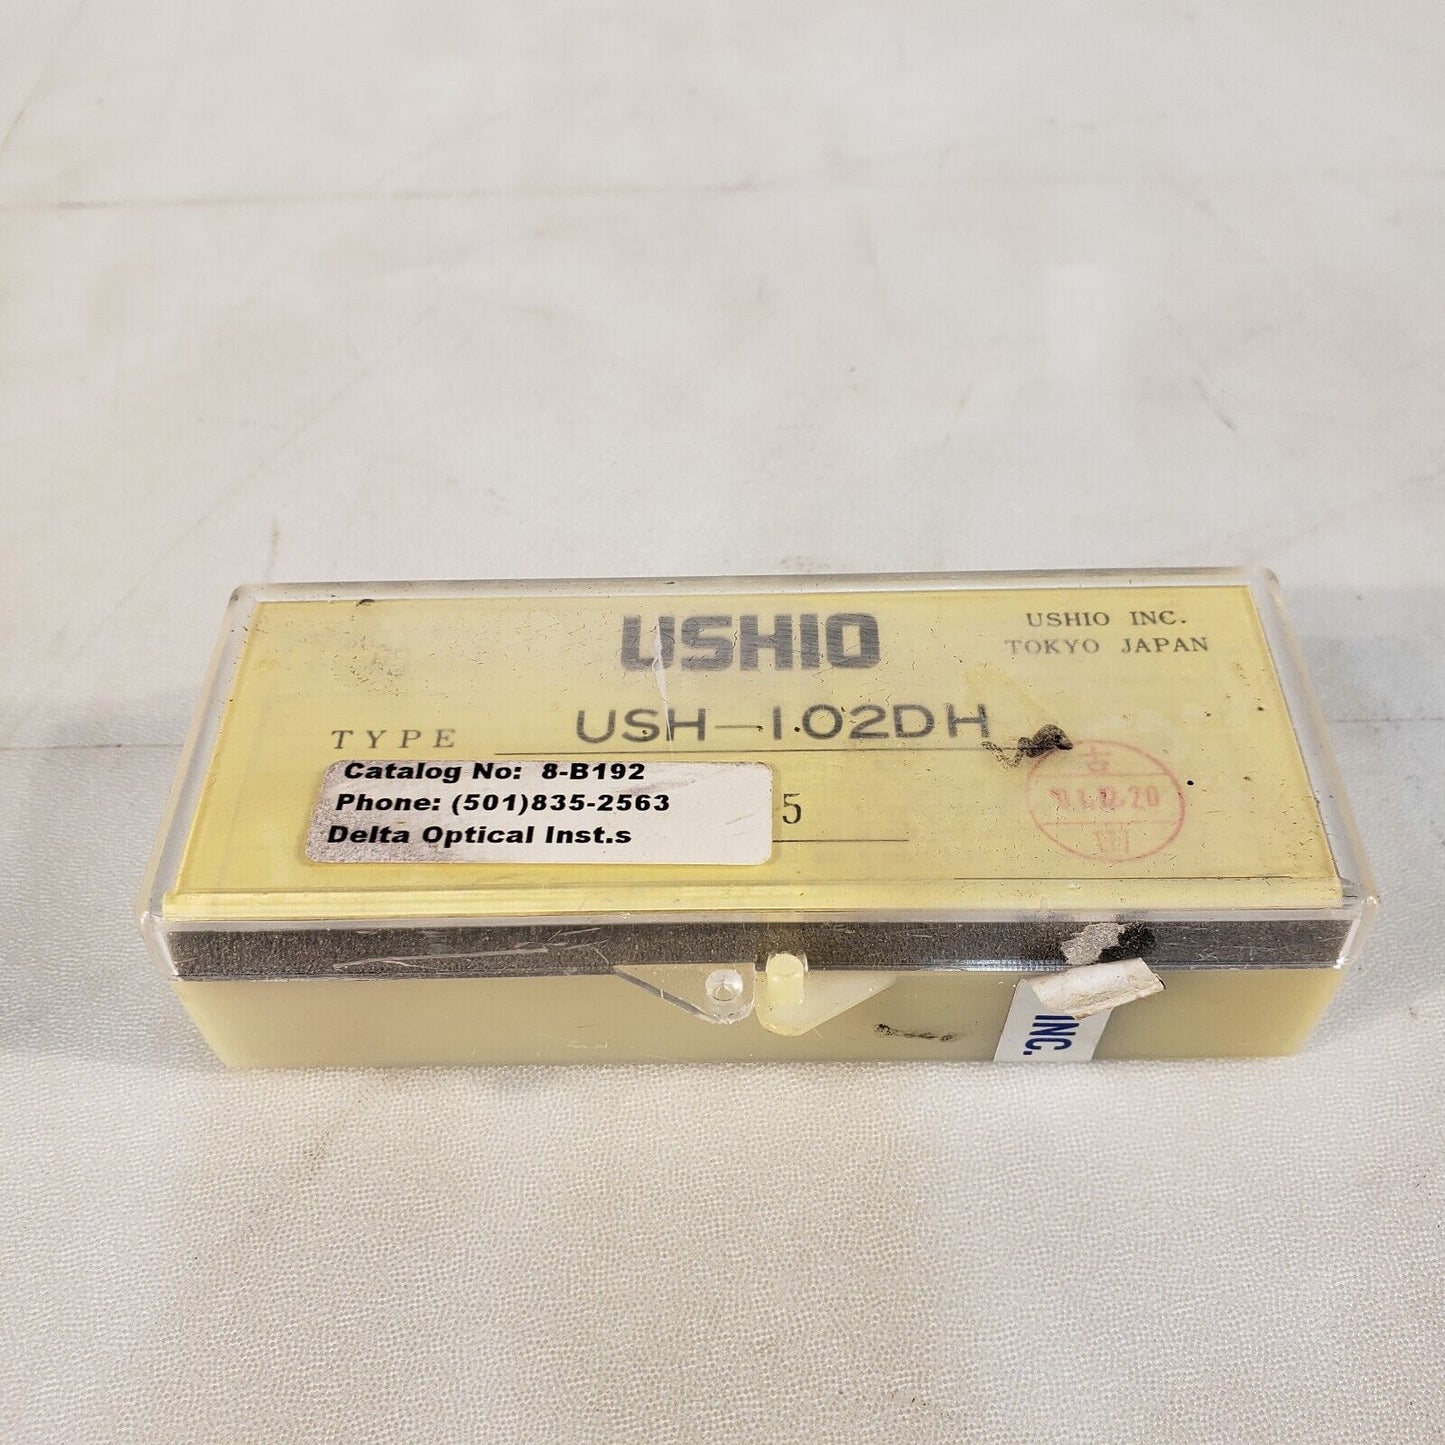 USHIO
USHIO INC.
TOKYO JAPAN
TYPE USH-102DH
Catalog No: 8-B192
Phone: (501)835-2563
Delta Optical Inst.s
5
INC.